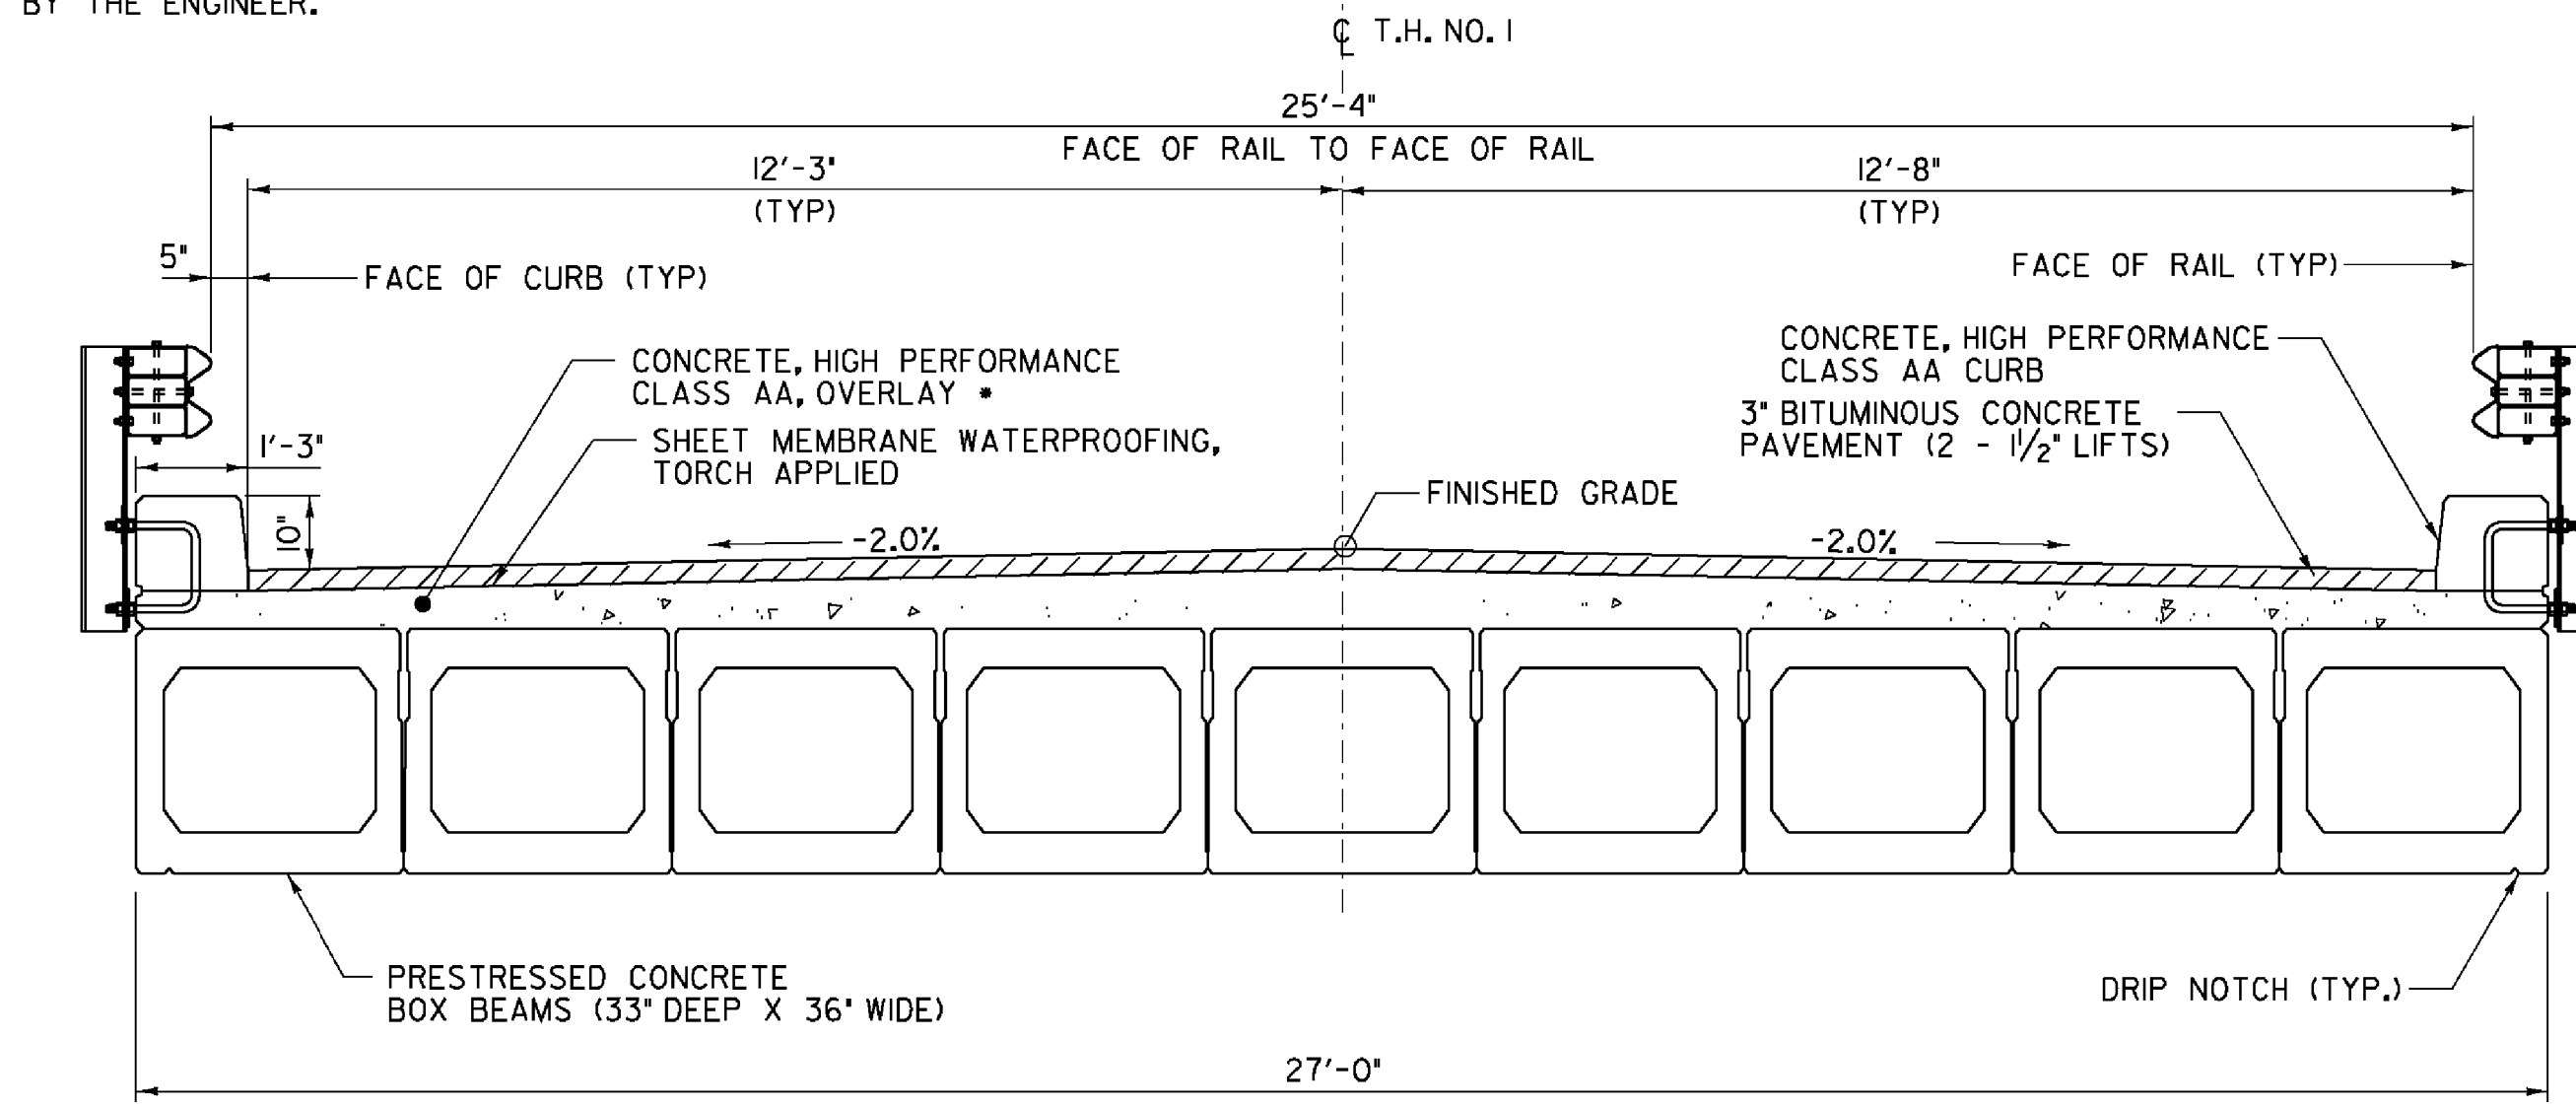 BY THE ENGINEER.
℄ T.H. NO. 1
25'-4"
FACE OF RAIL TO FACE OF RAIL
12'-3"
(TYP)
12'-8"
(TYP)
5"
FACE OF CURB (TYP)
FACE OF RAIL (TYP)
CONCRETE, HIGH PERFORMANCE
CLASS AA, OVERLAY *
CONCRETE, HIGH PERFORMANCE
CLASS AA CURB
3" BITUMINOUS CONCRETE
PAVEMENT (2 - 1 1/2" LIFTS)
SHEET MEMBRANE WATERPROOFING,
TORCH APPLIED
1'-3"
FINISHED GRADE
10"
-2.0%
-2.0%
PRESTRESSED CONCRETE
BOX BEAMS (33" DEEP X 36" WIDE)
DRIP NOTCH (TYP.)
27'-0"